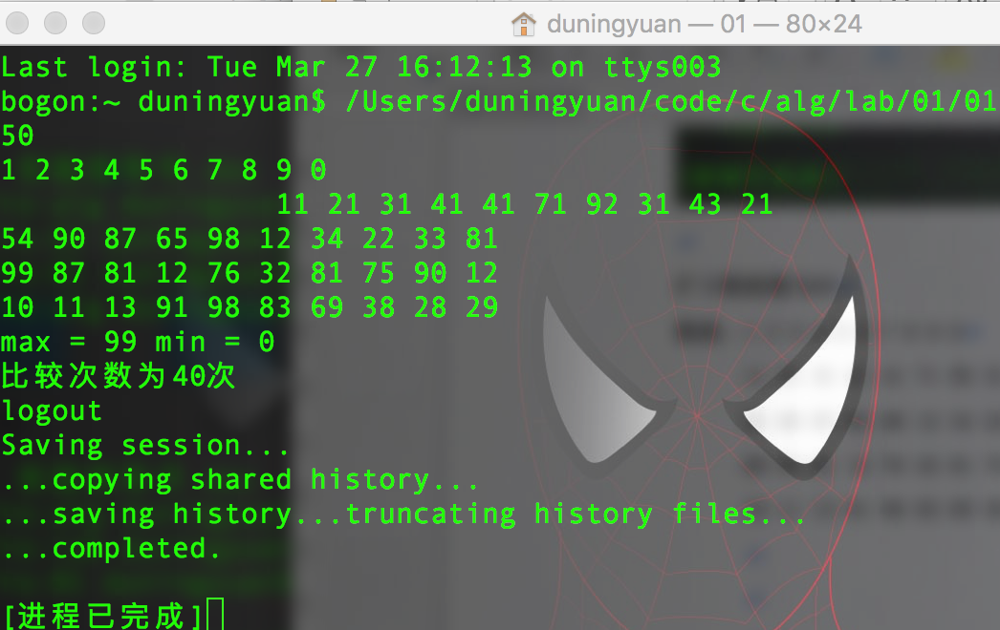 duningyuan — 01 — 80×24
Last login: Tue Mar 27 16:12:13 on ttys003
bogon:~ duningyuan$ /Users/duningyuan/code/c/alg/lab/01/01
50
1 2 3 4 5 6 7 8 9 0
11 21 31 41 41 71 92 31 43 21
54 90 87 65 98 12 34 22 33 81
99 87 81 12 76 32 81 75 90 12
10 11 13 91 98 83 69 38 28 29
max = 99 min = 0
比较次数为40次
logout
Saving session...
...copying shared history...
...saving history...truncating history files...
...completed.
[进程已完成]